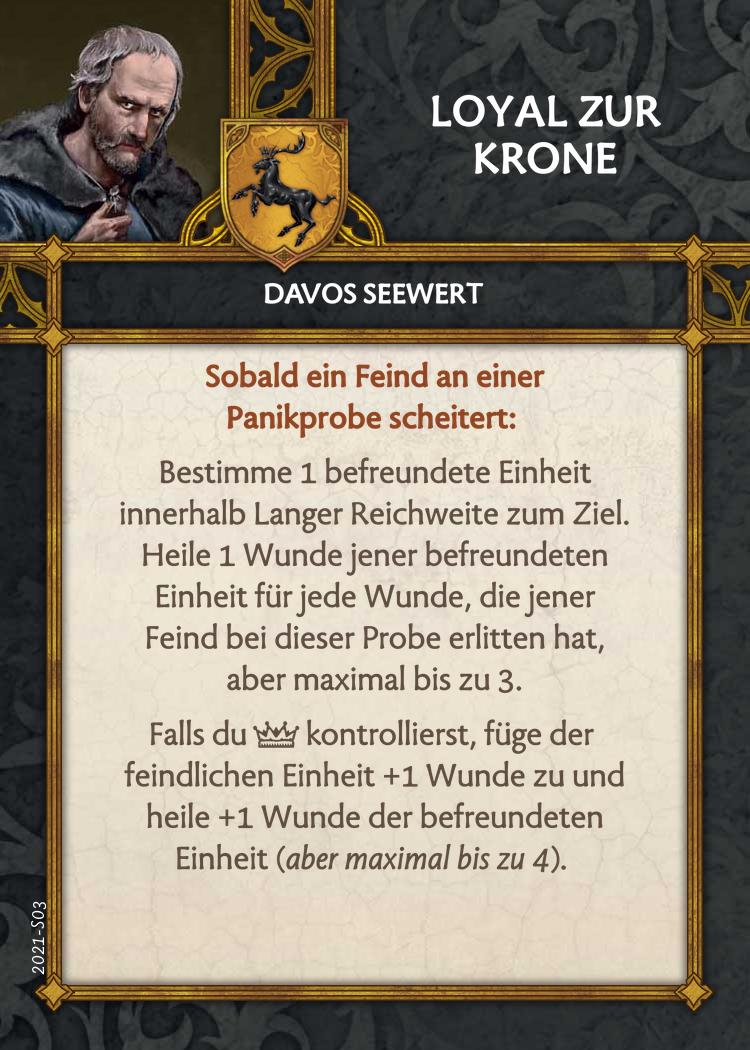 LOYAL ZUR
KRONE
DAVOS SEEWERT
Sobald ein Feind an einer
Panikprobe scheitert:
Bestimme 1 befreundete Einheit
innerhalb Langer Reichweite zum Ziel.
Heile 1 Wunde jener befreundeten
Einheit für jede Wunde, die jener
Feind bei dieser Probe erlitten hat,
aber maximal bis zu 3.
Falls du kontrollierst, füge der
feindlichen Einheit +1 Wunde zu und
heile +1 Wunde der befreundeten
Einheit (aber maximal bis zu 4).
2021-S03